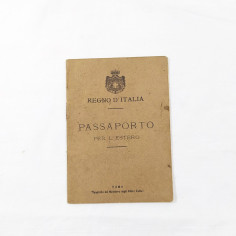 REGNO D'ITALIA
PASSAPORTO
PER L'ESTERO